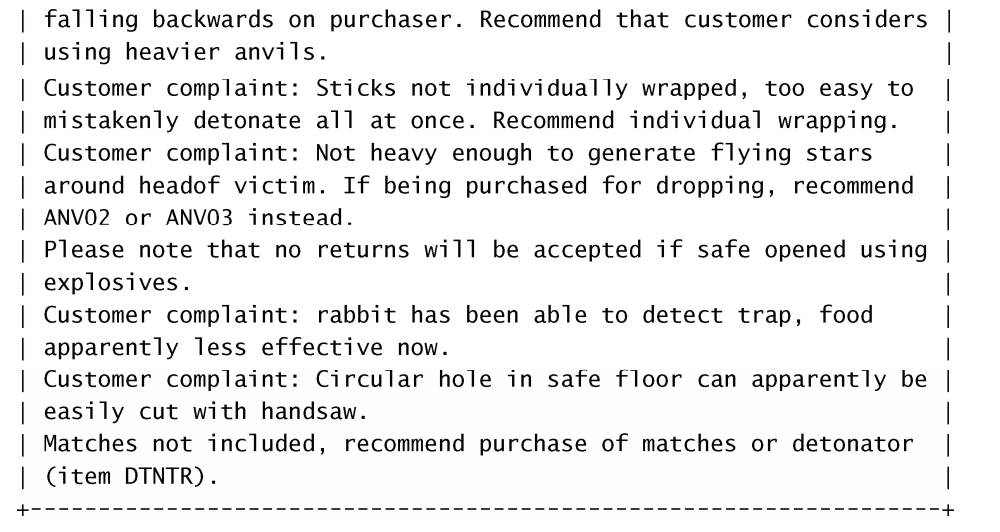 | falling backwards on purchaser. Recommend that customer considers |
| using heavier anvils. |
| Customer complaint: Sticks not individually wrapped, too easy to |
| mistakenly detonate all at once. Recommend individual wrapping. |
| Customer complaint: Not heavy enough to generate flying stars |
| around headof victim. If being purchased for dropping, recommend |
| ANV02 or ANV03 instead. |
| Please note that no returns will be accepted if safe opened using |
| explosives. |
| Customer complaint: rabbit has been able to detect trap, food |
| apparently less effective now. |
| Customer complaint: Circular hole in safe floor can apparently be |
| easily cut with handsaw. |
| Matches not included, recommend purchase of matches or detonator |
| (item DTNTR). |
+-------------------------------------------------------------------+